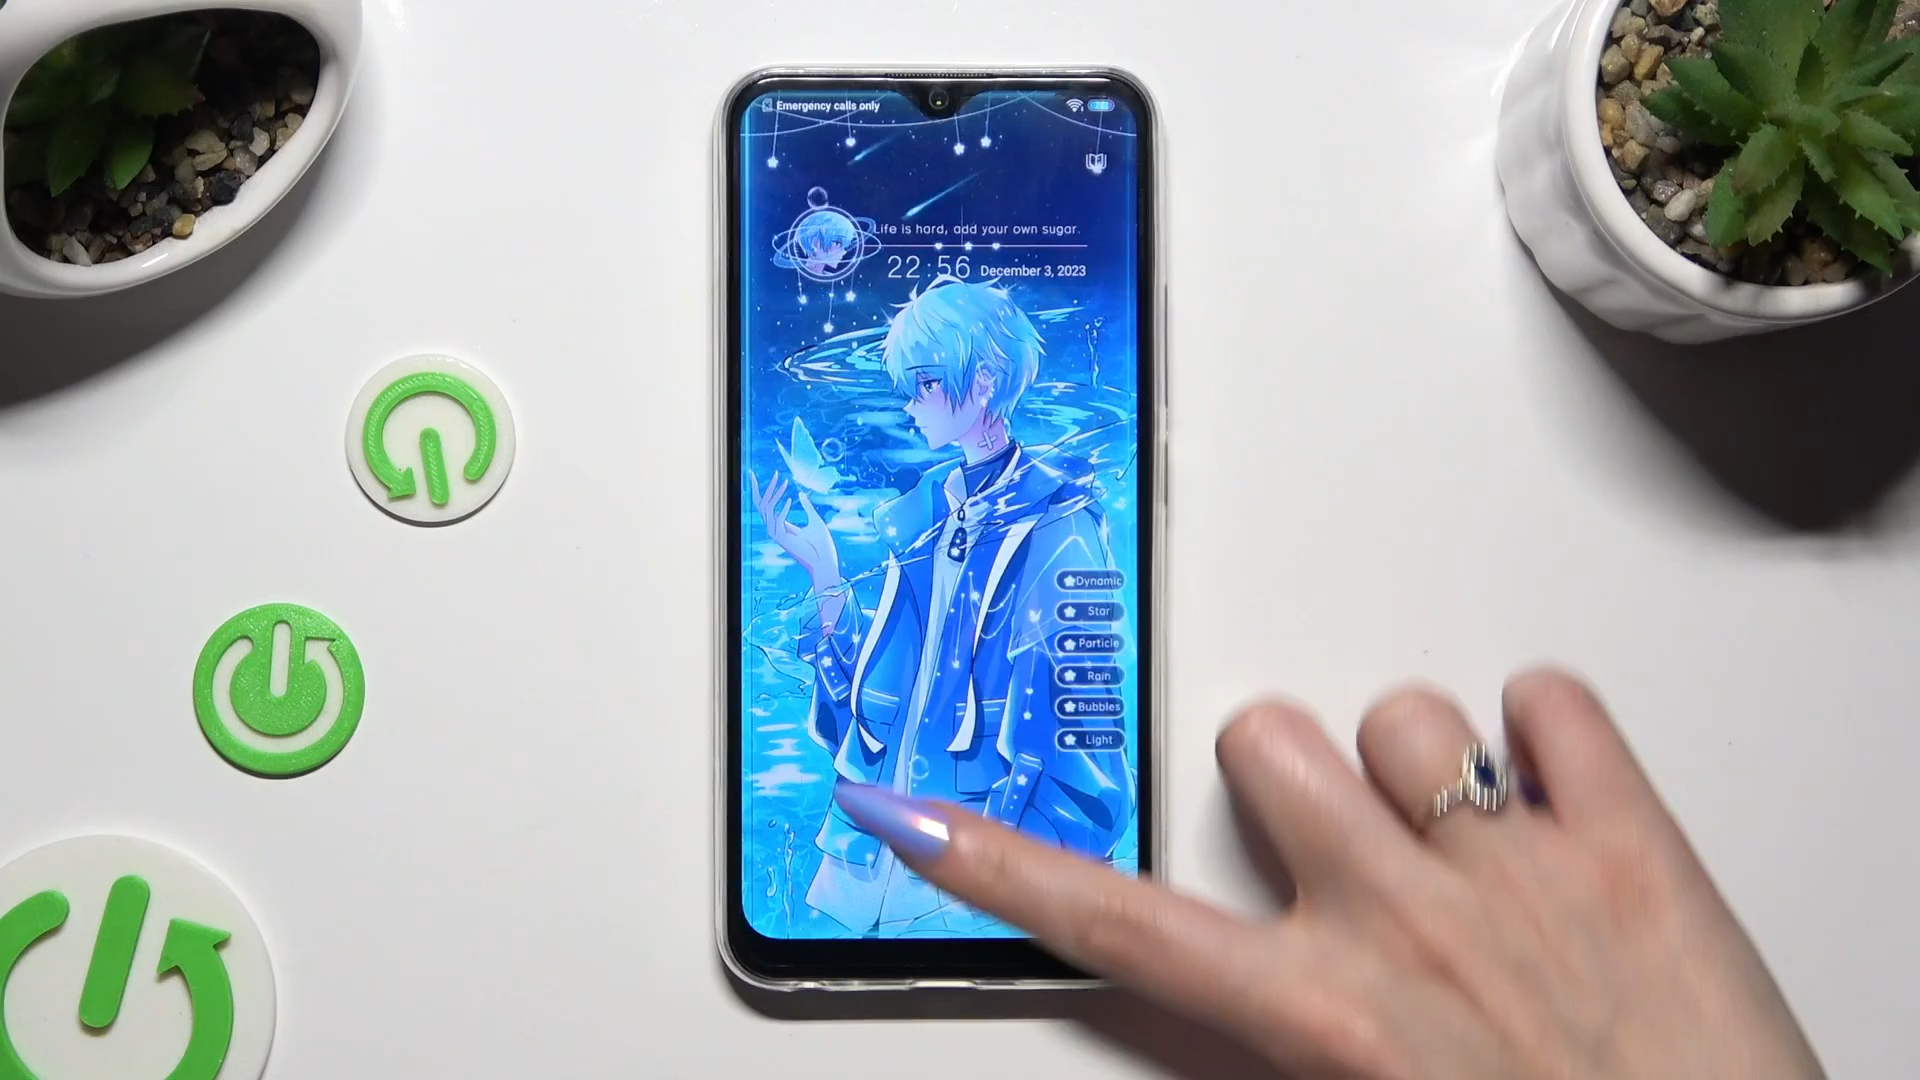 Emergency calls only
Life is hard, add your own sugar.
22:56 December 3, 2023
Dynamic
Star
Particle
Rain
Bubbles
Light